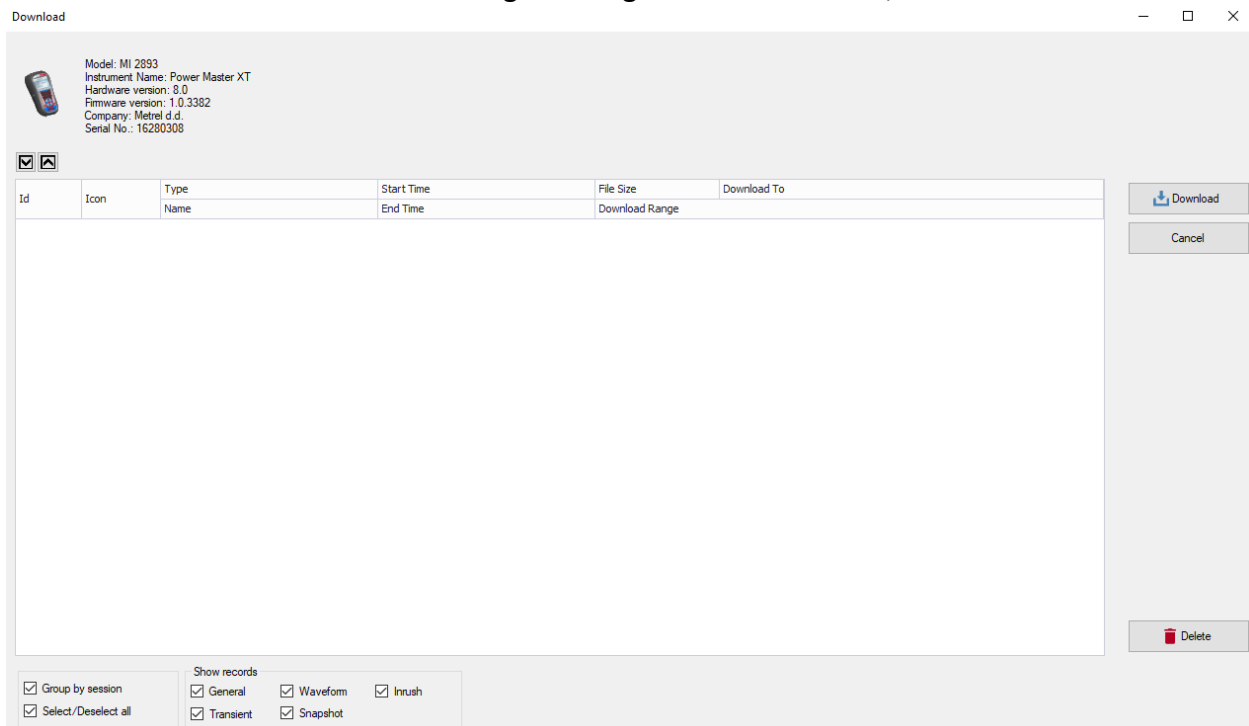 Download
Model: MI 2893
Instrument Name: Power Master XT
Hardware version: 8.0
Firmware version: 1.0.3382
Company: Metrel d.d.
Serial No.: 16280308
Id Icon Type Start Time File Size Download To
Name End Time Download Range
Download
Cancel
Delete
Show records
Group by session General Waveform Inrush
Select/Deselect all Transient Snapshot